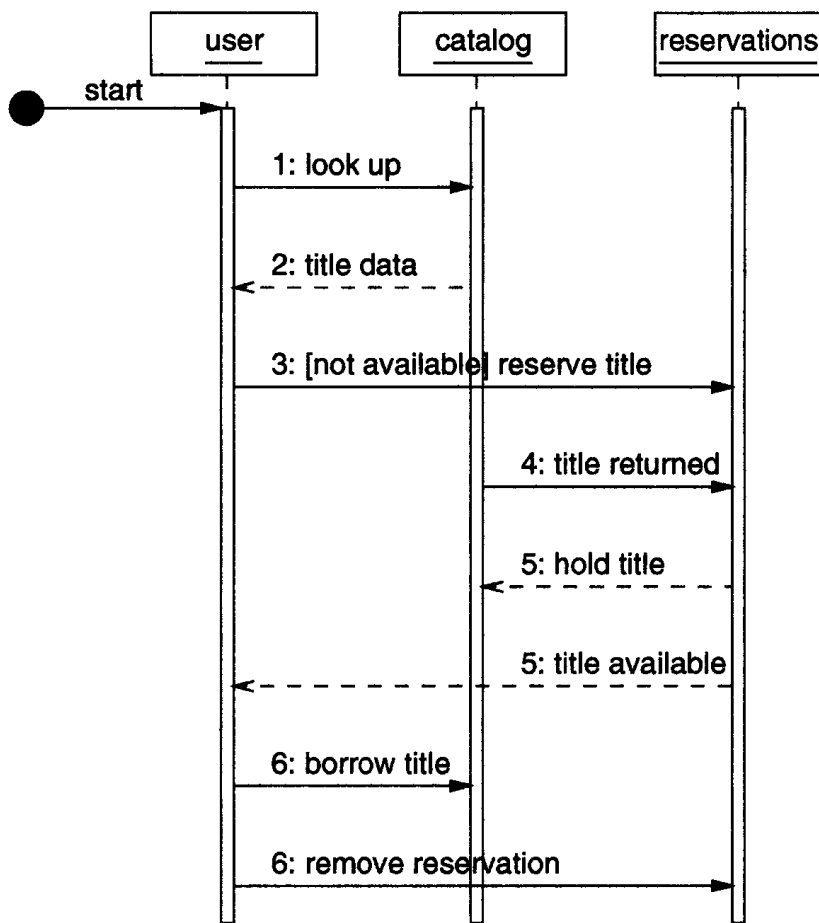 user
catalog
reservations
start
1: look up
2: title data
3: [not available] reserve title
4: title returned
5: hold title
5: title available
6: borrow title
6: remove reservation